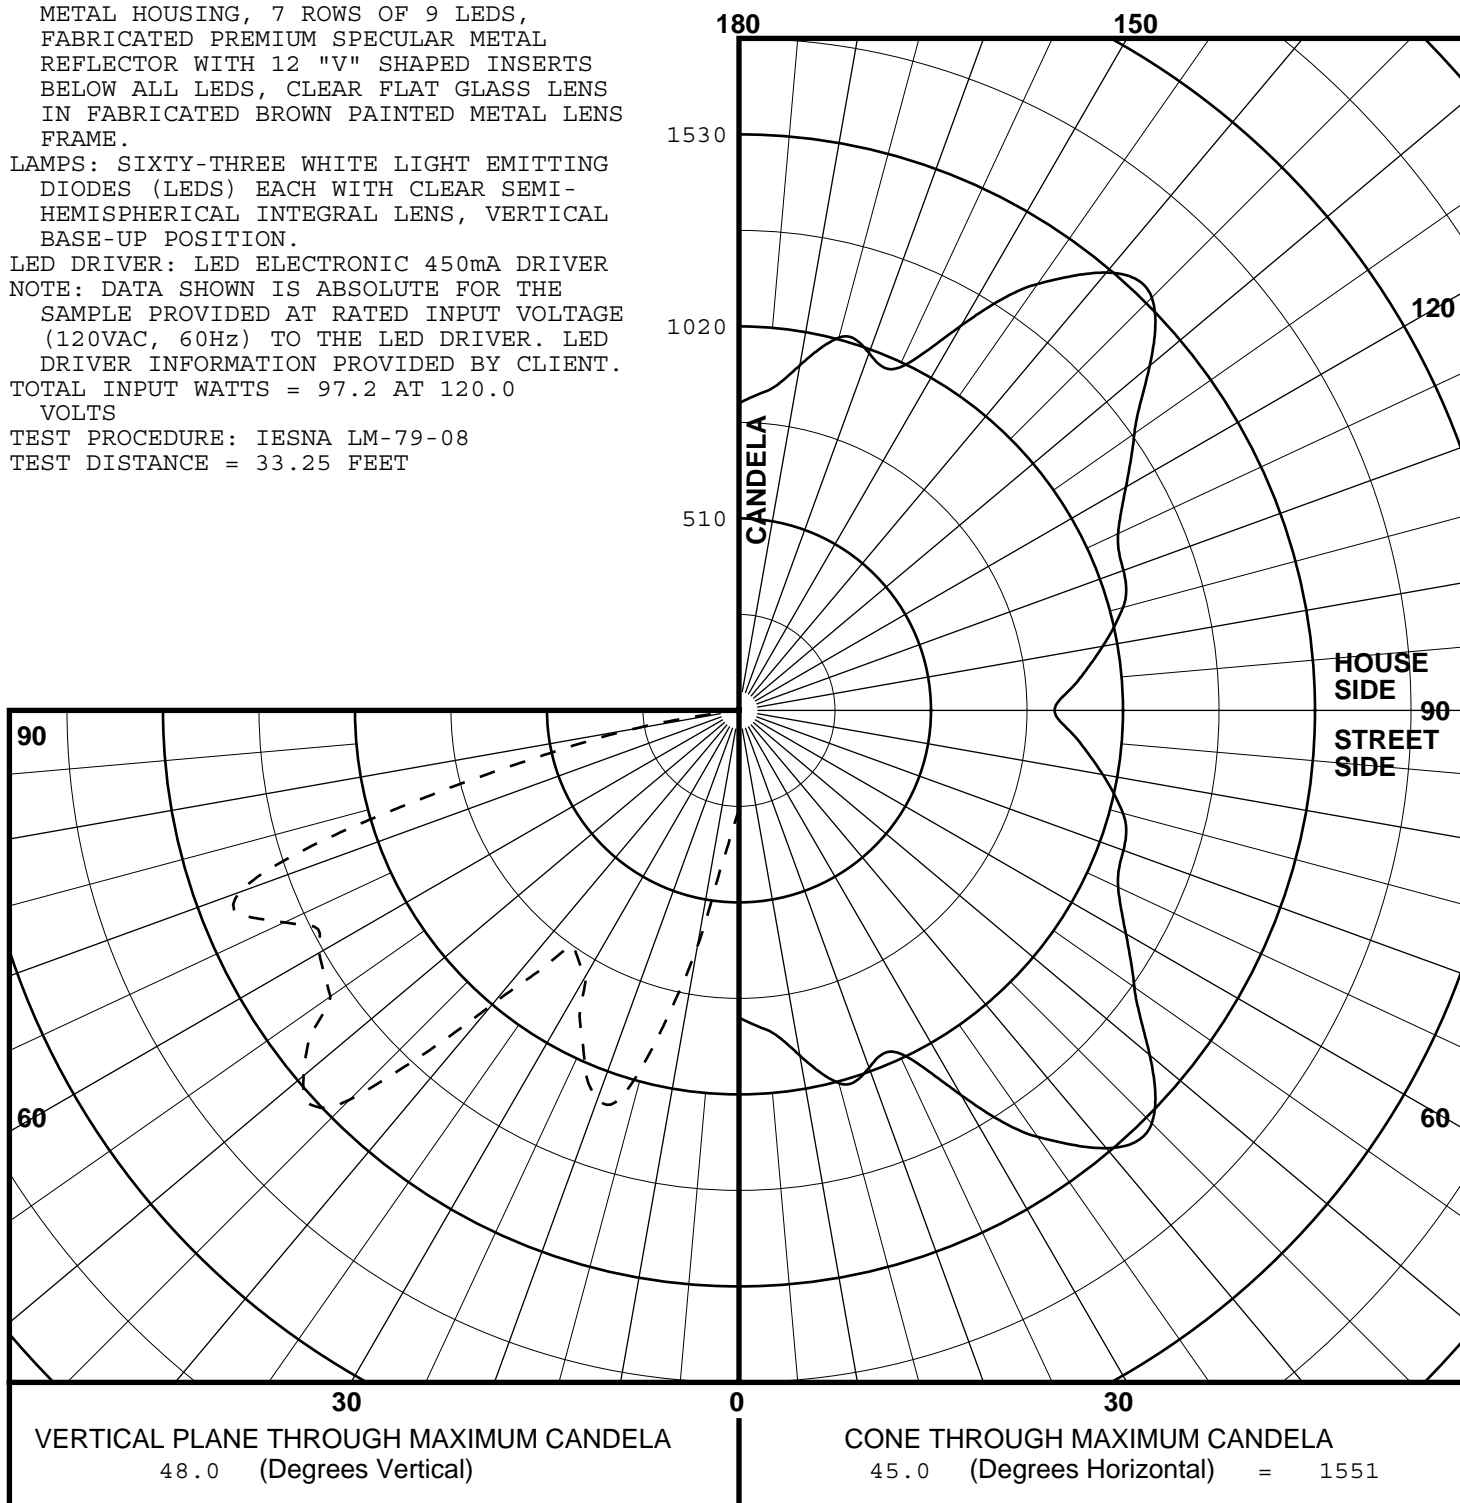 METAL HOUSING, 7 ROWS OF 9 LEDS,
FABRICATED PREMIUM SPECULAR METAL
REFLECTOR WITH 12 "V" SHAPED INSERTS
BELOW ALL LEDS, CLEAR FLAT GLASS LENS
IN FABRICATED BROWN PAINTED METAL LENS
FRAME.
LAMPS: SIXTY-THREE WHITE LIGHT EMITTING
DIODES (LEDS) EACH WITH CLEAR SEMI-
HEMISPHERICAL INTEGRAL LENS, VERTICAL
BASE-UP POSITION.
LED DRIVER: LED ELECTRONIC 450mA DRIVER
NOTE: DATA SHOWN IS ABSOLUTE FOR THE
SAMPLE PROVIDED AT RATED INPUT VOLTAGE
(120VAC, 60Hz) TO THE LED DRIVER. LED
DRIVER INFORMATION PROVIDED BY CLIENT.
TOTAL INPUT WATTS = 97.2 AT 120.0
VOLTS
TEST PROCEDURE: IESNA LM-79-08
TEST DISTANCE = 33.25 FEET
180
150
1530
120
1020
CANDELA
510
HOUSE
SIDE
90
90
STREET
SIDE
60
60
30
0
30
VERTICAL PLANE THROUGH MAXIMUM CANDELA
48.0 (Degrees Vertical)
CONE THROUGH MAXIMUM CANDELA
45.0 (Degrees Horizontal) = 1551